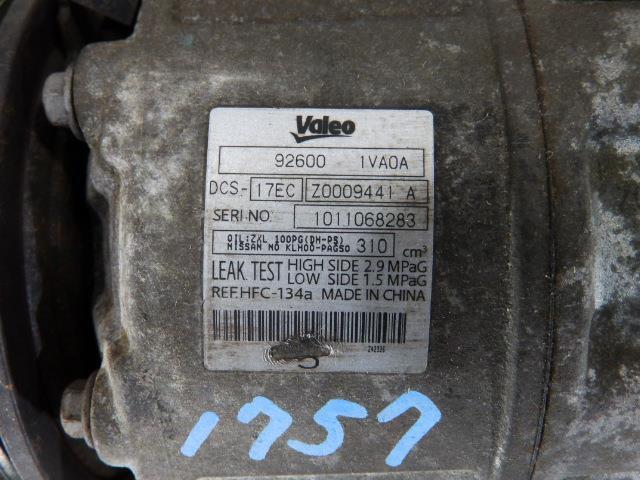 Valeo
92600 1VA0A
DCS- 17EC Z0009441 A
SERI NO. 1011068283
OIL:ZXL 100PG(DH-PS)
NISSAN NO KLH00-PAGS0 310 cm³
LEAK TEST HIGH SIDE 2.9 MPaG
LOW SIDE 1.5 MPaG
REF.HFC-134a MADE IN CHINA
242336
1757